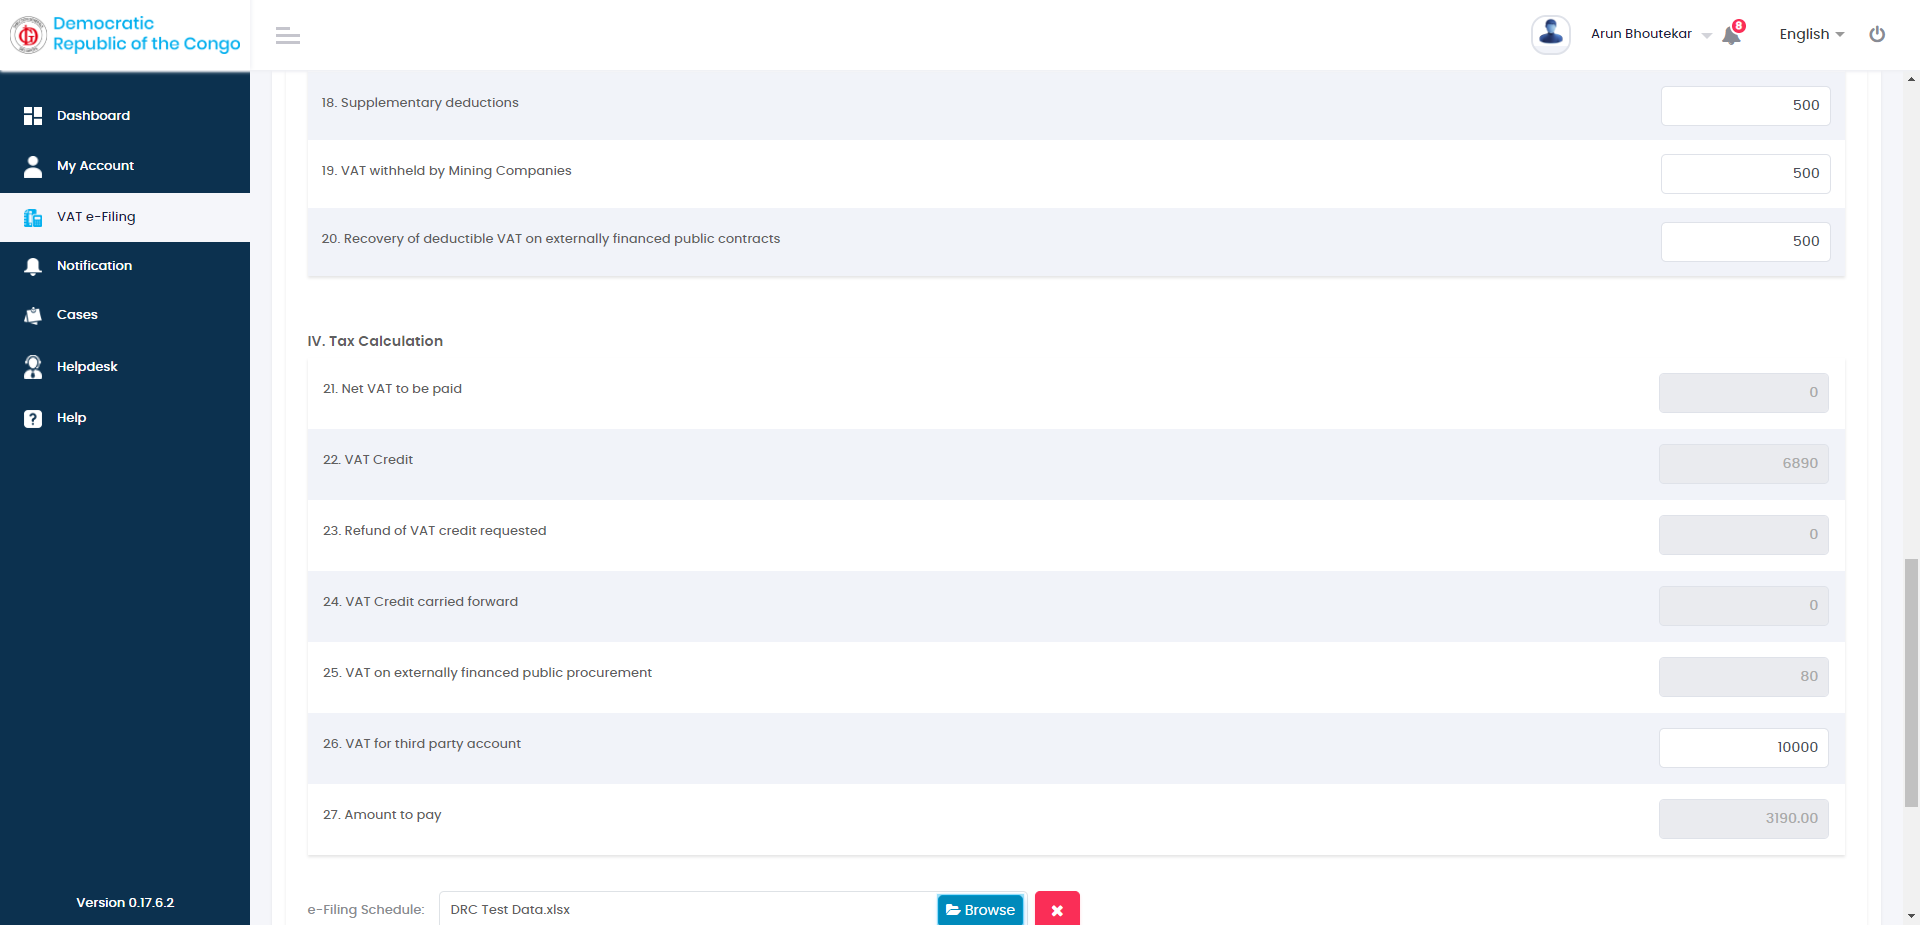 Democratic
Republic of the Congo
Arun Bhoutekar
8
English
Dashboard
My Account
VAT e-Filing
Notification
Cases
Helpdesk
Help
Version 0.17.6.2
18. Supplementary deductions
500
19. VAT withheld by Mining Companies
500
20. Recovery of deductible VAT on externally financed public contracts
500
IV. Tax Calculation
21. Net VAT to be paid
0
22. VAT Credit
6890
23. Refund of VAT credit requested
0
24. VAT Credit carried forward
0
25. VAT on externally financed public procurement
80
26. VAT for third party account
10000
27. Amount to pay
3190.00
e-Filing Schedule:
DRC Test Data.xlsx
Browse